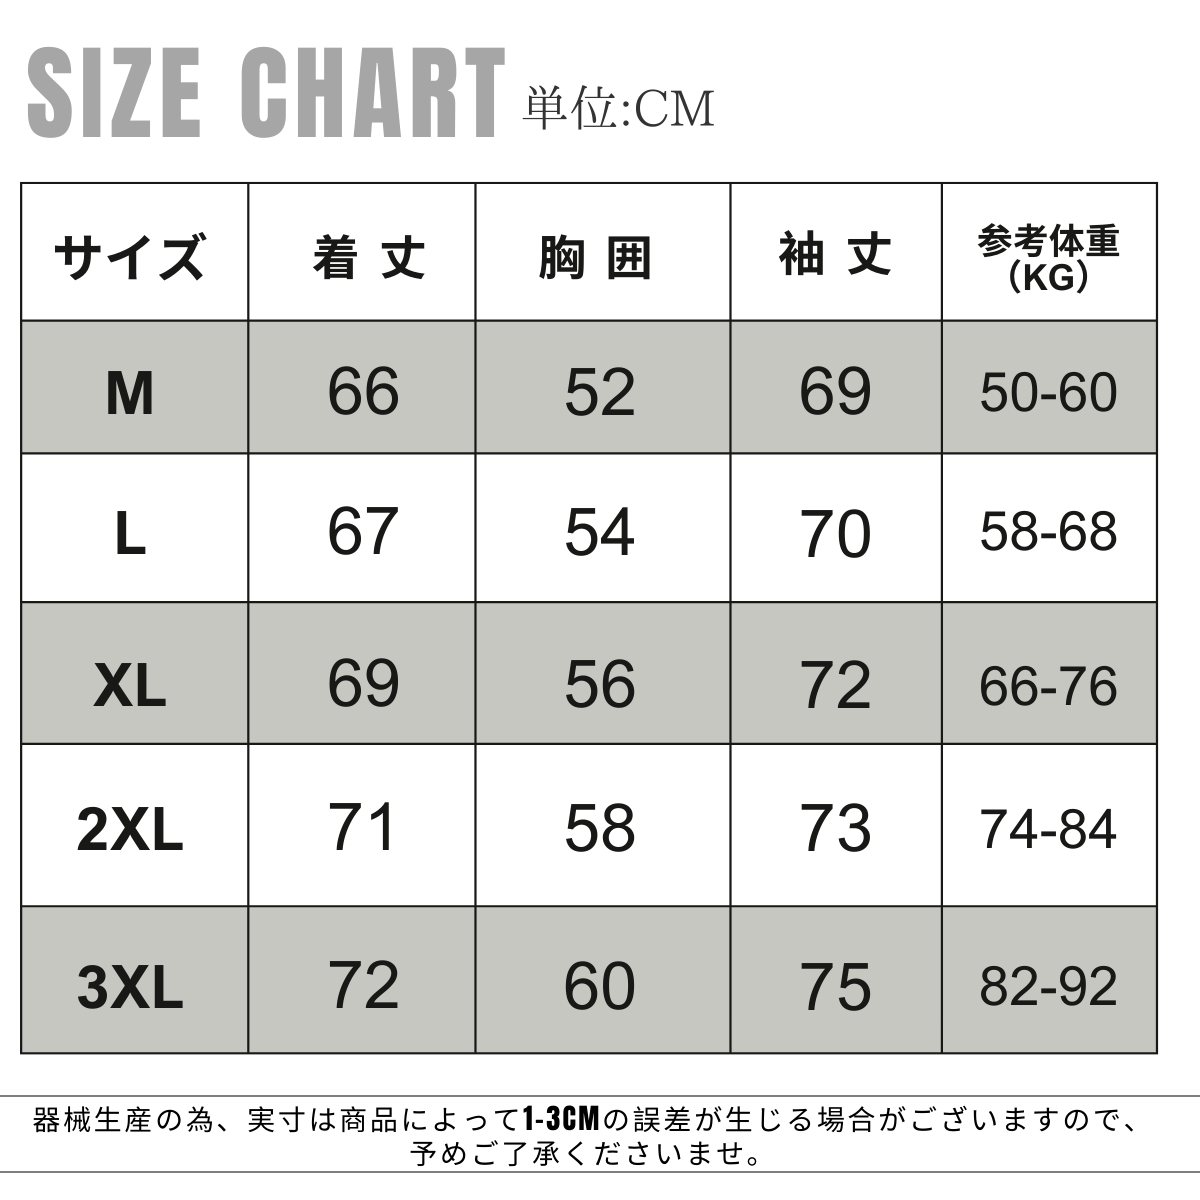 SIZE CHART 単位:CM
サイズ 着丈 胸囲 袖丈 参考体重
（KG）
M 66 52 69 50-60
L 67 54 70 58-68
XL 69 56 72 66-76
2XL 71 58 73 74-84
3XL 72 60 75 82-92
器械生産の為、実寸は商品によって1-3CMの誤差が生じる場合がございますので、
予めご了承くださいませ。